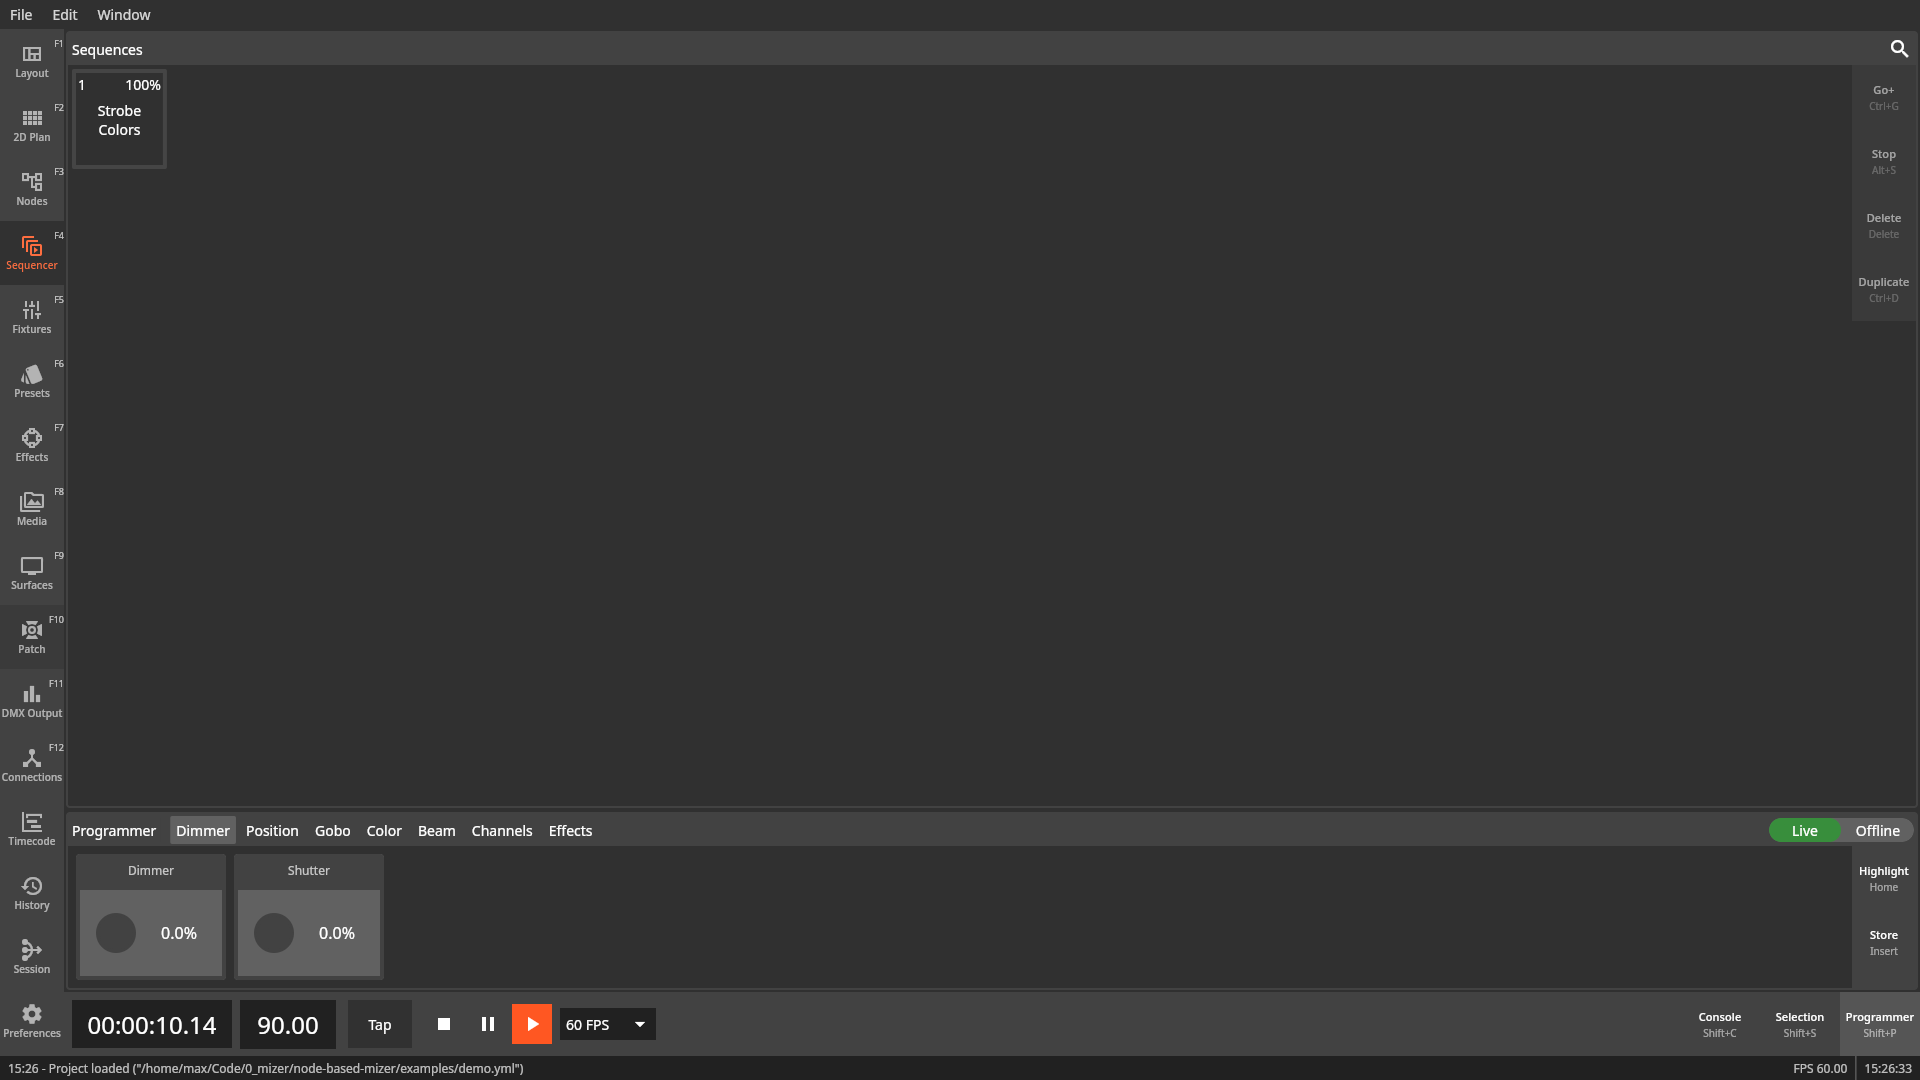 File Edit Window
F1
Layout
F2
2D Plan
F3
Nodes
F4
Sequencer
F5
Fixtures
F6
Presets
F7
Effects
F8
Media
F9
Surfaces
F10
Patch
F11
DMX Output
F12
Connections
Timecode
History
Session
Preferences
Sequences
1 100%
Strobe
Colors
Go+
Ctrl+G
Stop
Alt+S
Delete
Delete
Duplicate
Ctrl+D
Programmer Dimmer Position Gobo Color Beam Channels Effects Live Offline
Dimmer Shutter
0.0% 0.0%
Highlight
Home
Store
Insert
00:00:10.14 90.00 Tap 60 FPS
Console Selection Programmer
Shift+C Shift+S Shift+P
15:26 - Project loaded ("/home/max/Code/0_mizer/node-based-mizer/examples/demo.yml") FPS 60.00 15:26:33